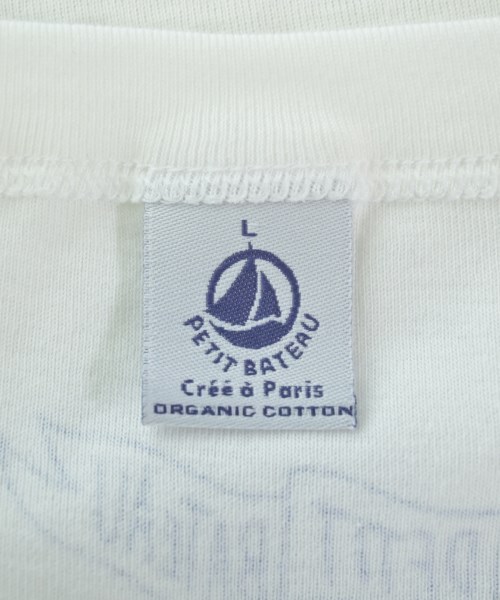 L
PETIT BATEAU
Créé à Paris
ORGANIC COTTON